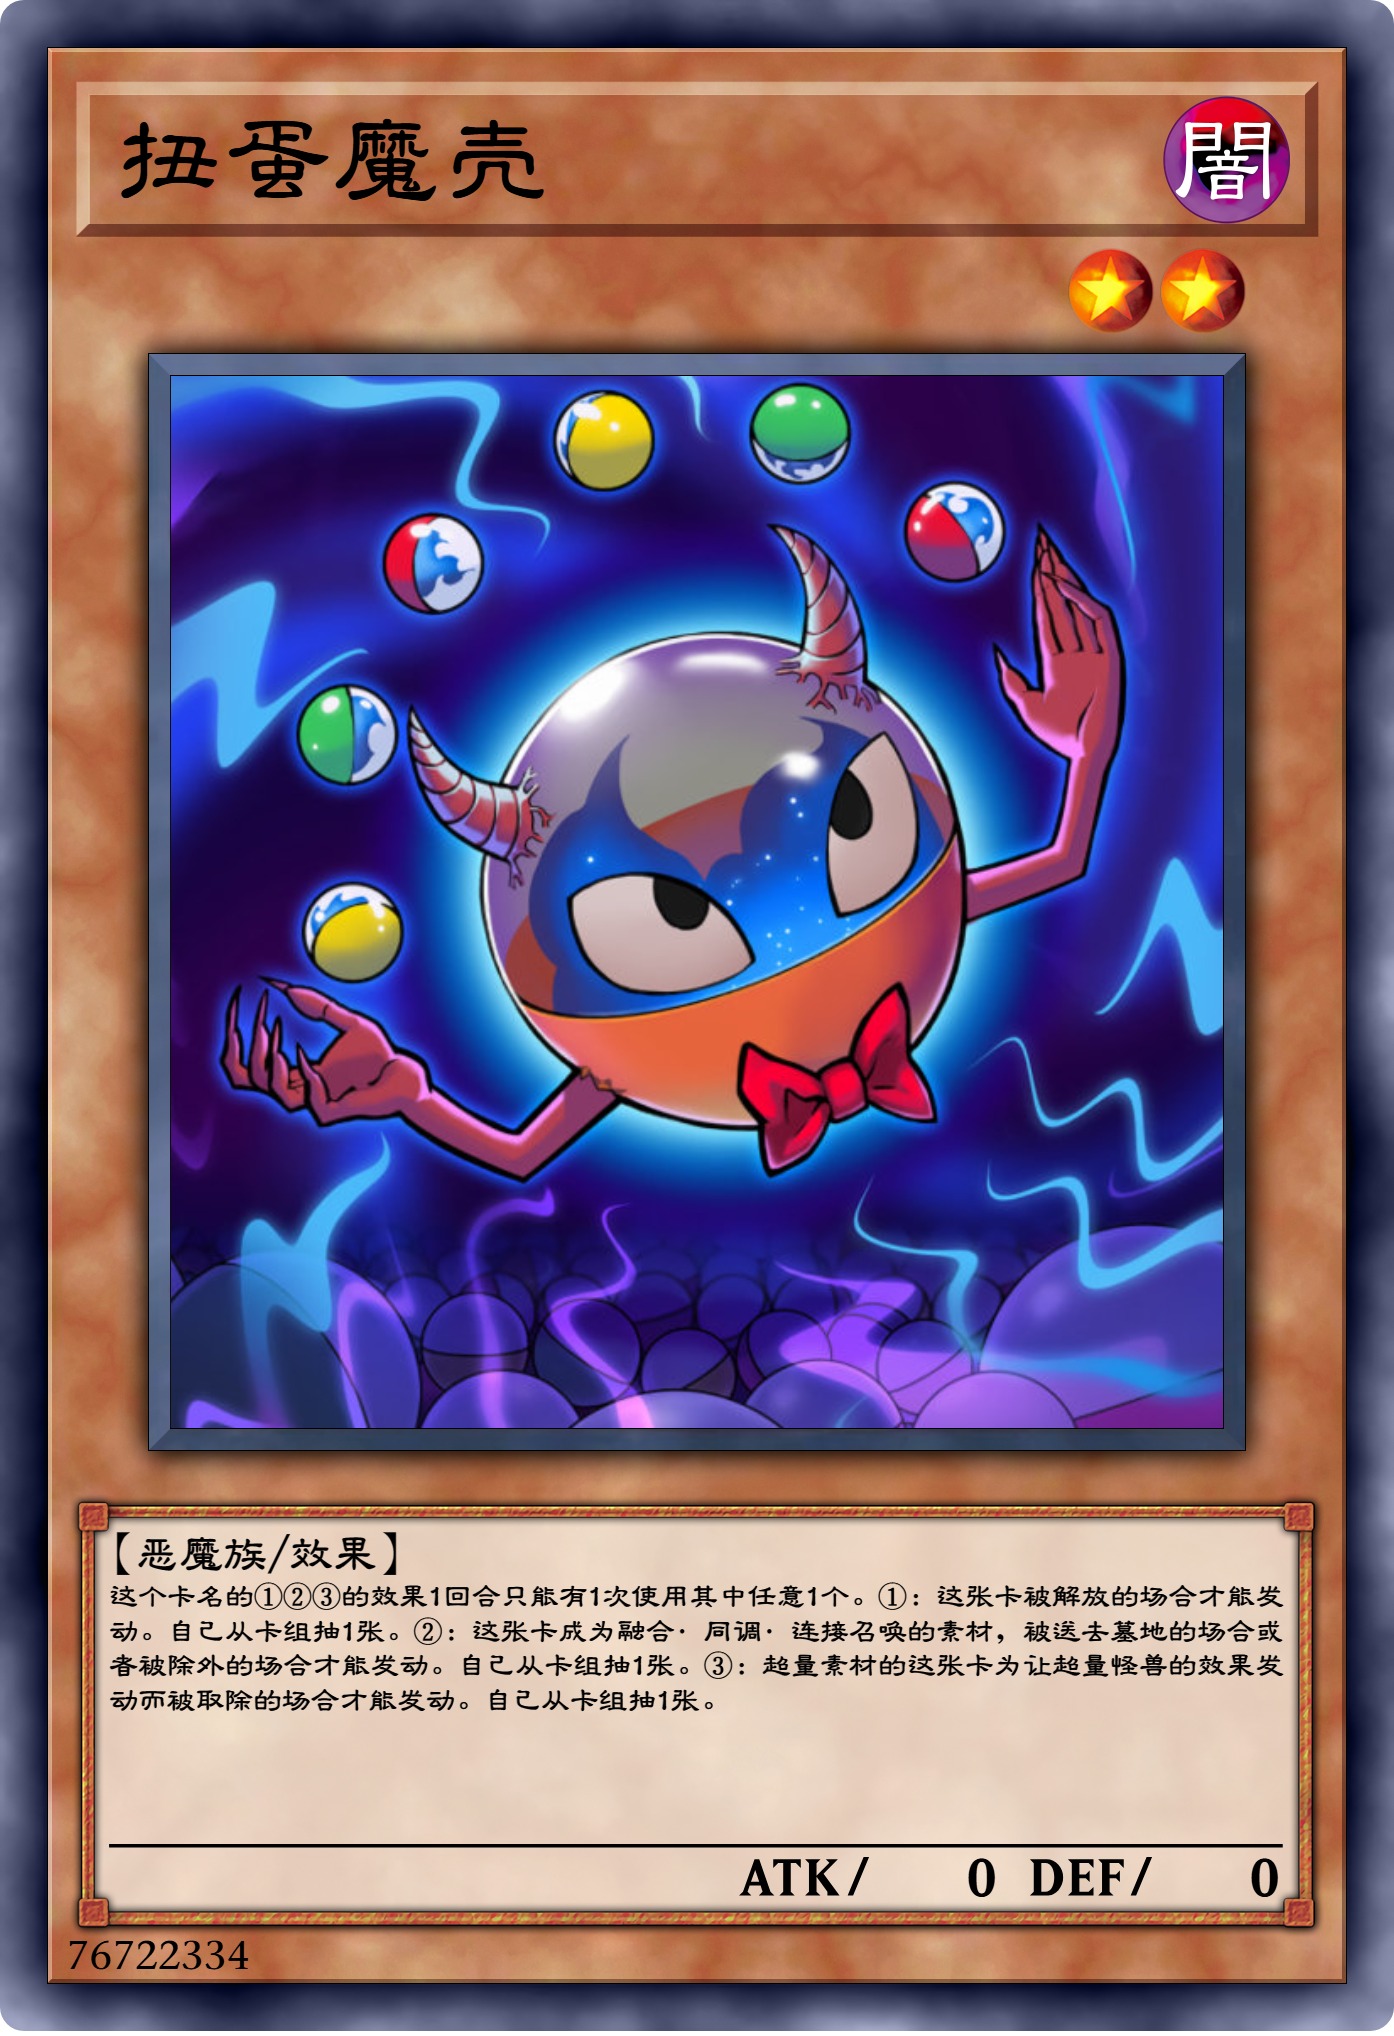 扭蛋魔壳
闇
【恶魔族/效果】
这个卡名的①②③的效果1回合只能有1次使用其中任意1个。①：这张卡被解放的场合才能发
动。自己从卡组抽1张。②：这张卡成为融合·同调·连接召唤的素材，被送去墓地的场合或
者被除外的场合才能发动。自己从卡组抽1张。③：超量素材的这张卡为让超量怪兽的效果发
动而被取除的场合才能发动。自己从卡组抽1张。
ATK/ 0 DEF/ 0
76722334